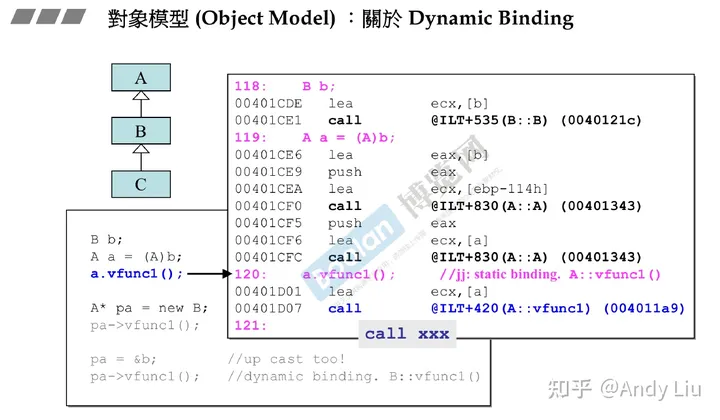 對象模型 (Object Model) ：關於 Dynamic Binding
A
B
C
118: B b;
00401CDE lea ecx,[b]
00401CE1 call @ILT+535(B::B) (0040121c)
119: A a = (A)b;
00401CE6 lea eax,[b]
00401CE9 push eax
00401CEA lea ecx,[ebp-114h]
00401CF0 call @ILT+830(A::A) (00401343)
00401CF5 push eax
00401CF6 lea ecx,[a]
00401CFC call @ILT+830(A::A) (00401343)
120: a.vfunc1(); //jj: static binding. A::vfunc1()
00401D01 lea ecx,[a]
00401D07 call @ILT+420(A::vfunc1) (004011a9)
121:
call xxx
B b;
A a = (A)b;
a.vfunc1();
A* pa = new B;
pa->vfunc1();
pa = &b; //up cast too!
pa->vfunc1(); //dynamic binding. B::vfunc1()
Boolan 博览网
知乎 @Andy Liu